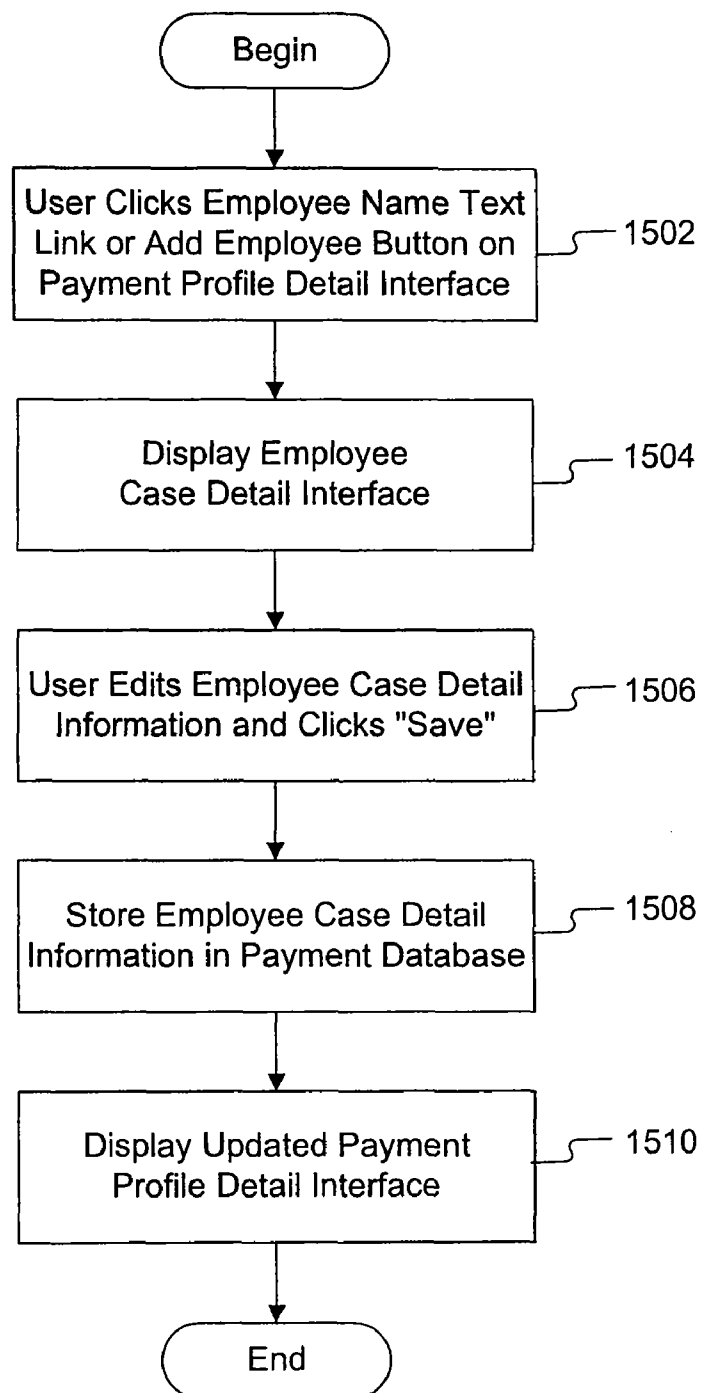 Begin
User Clicks Employee Name Text
Link or Add Employee Button on
Payment Profile Detail Interface
1502
Display Employee
Case Detail Interface
1504
User Edits Employee Case Detail
Information and Clicks "Save"
1506
Store Employee Case Detail
Information in Payment Database
1508
Display Updated Payment
Profile Detail Interface
1510
End